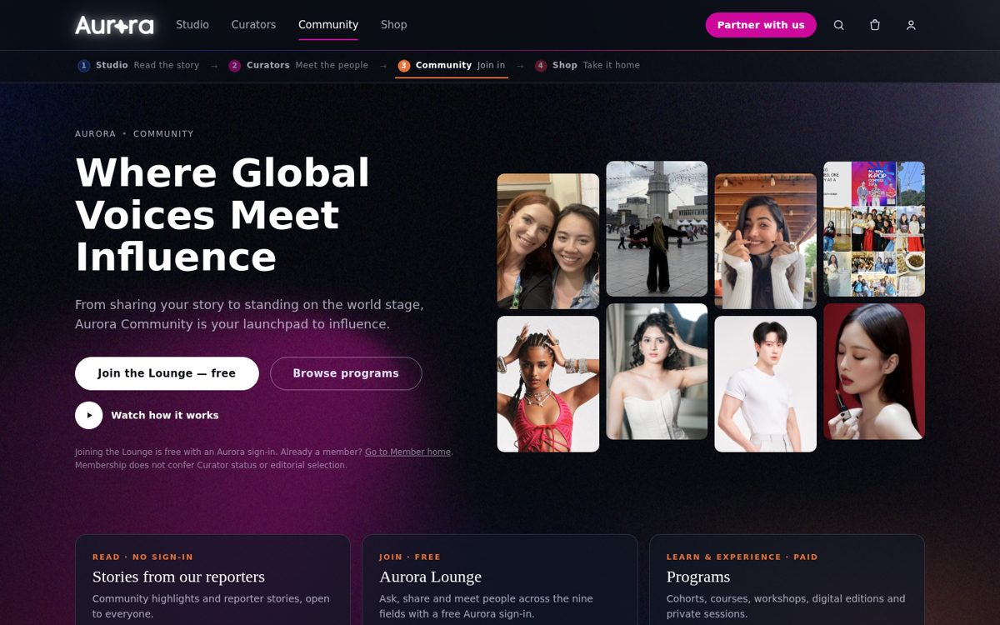 Aurora
Studio
Curators
Community
Shop
Partner with us
1 Studio Read the story →
2 Curators Meet the people →
3 Community Join in →
4 Shop Take it home
AURORA • COMMUNITY
Where Global
Voices Meet
Influence
From sharing your story to standing on the world stage,
Aurora Community is your launchpad to influence.
Join the Lounge — free
Browse programs
Watch how it works
Joining the Lounge is free with an Aurora sign-in. Already a member? Go to Member home.
Membership does not confer Curator status or editorial selection.
K-POP
READ · NO SIGN-IN
Stories from our reporters
Community highlights and reporter stories, open
to everyone.
JOIN · FREE
Aurora Lounge
Ask, share and meet people across the nine
fields with a free Aurora sign-in.
LEARN & EXPERIENCE · PAID
Programs
Cohorts, courses, workshops, digital editions and
private sessions.